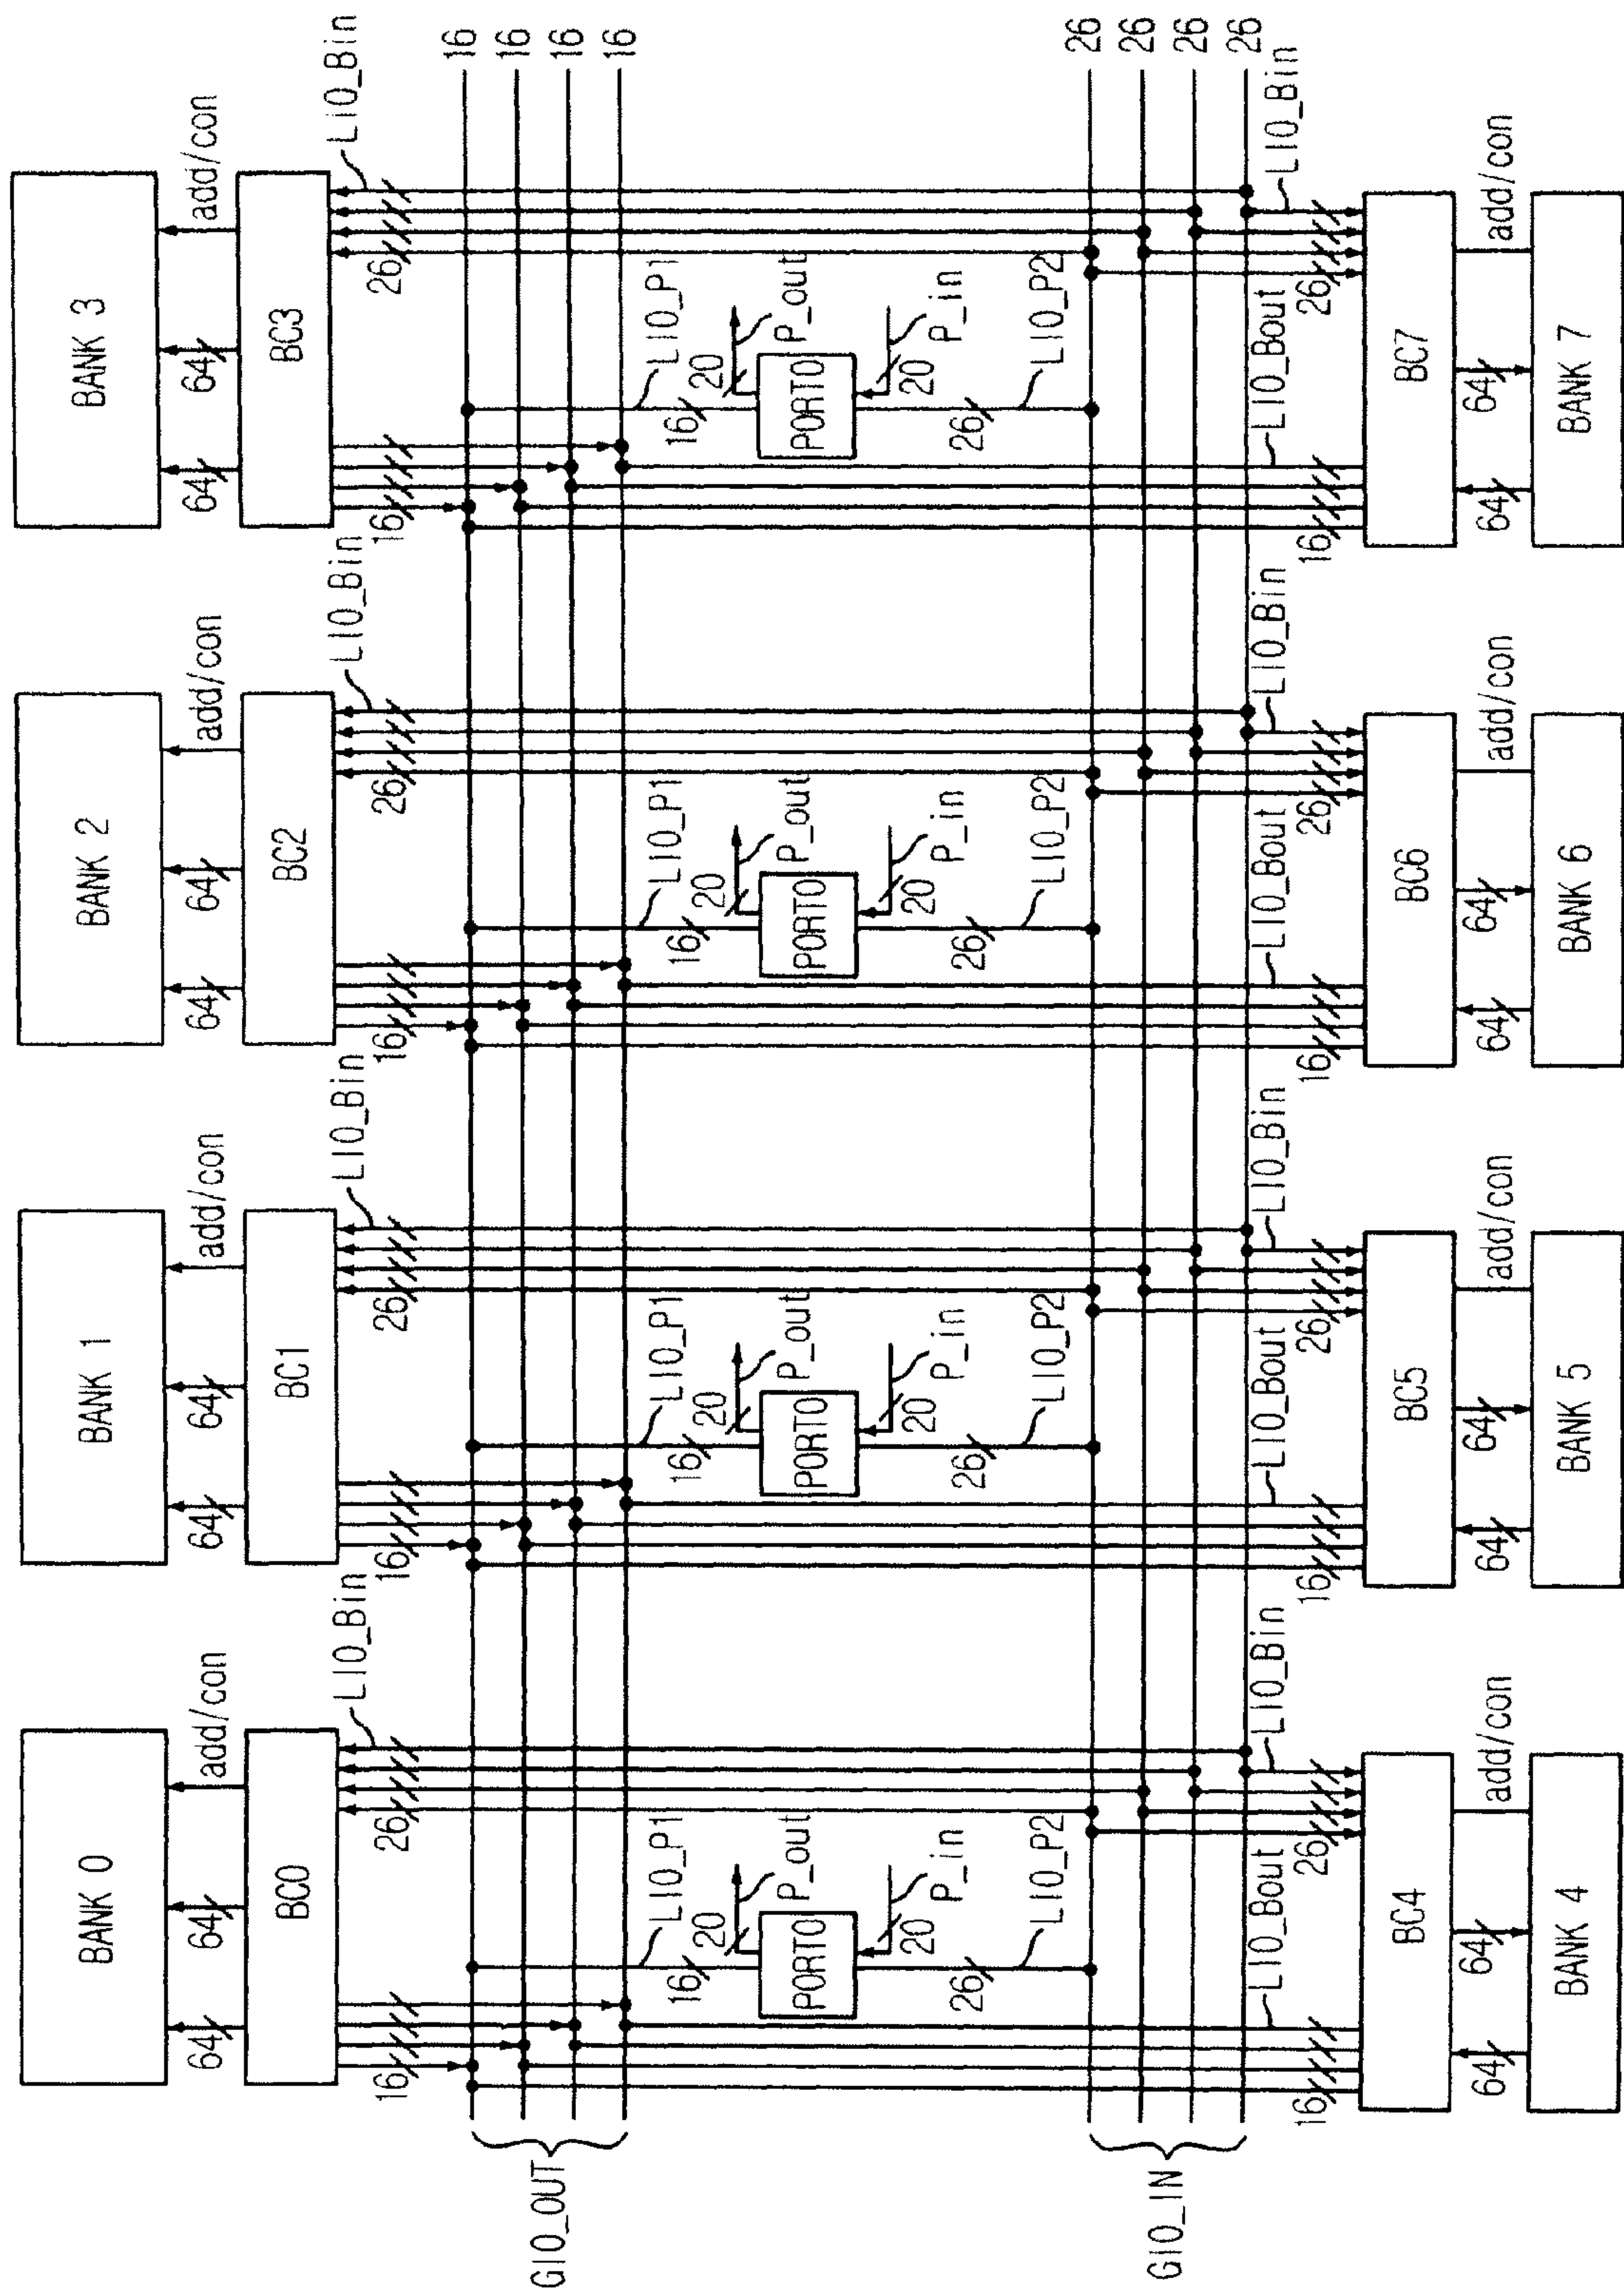 BANK 0 BANK 1 BANK 2 BANK 3
64 64 add/con 64 64 add/con 64 64 add/con 64 64 add/con
BC0 BC1 BC2 BC3
LIO_Bin LIO_Bin LIO_Bin LIO_Bin
16 26 16 26 16 26 16 26
GIO_OUT
16
16
16
16
LIO_P1 LIO_P1 LIO_P1 LIO_P1
16 20 P_out 16 20 P_out 16 20 P_out 16 20 P_out
PORT0 PORT0 PORT0 PORT0
20 P_in 20 P_in 20 P_in 20 P_in
26 LIO_P2 26 LIO_P2 26 LIO_P2 26 LIO_P2
GIO_IN
26
26
26
26
LIO_Bout LIO_Bin LIO_Bout LIO_Bin LIO_Bout LIO_Bin LIO_Bout LIO_Bin
16 26 16 26 16 26 16 26
BC4 BC5 BC6 BC7
64 64 add/con 64 64 add/con 64 64 add/con 64 64 add/con
BANK 4 BANK 5 BANK 6 BANK 7